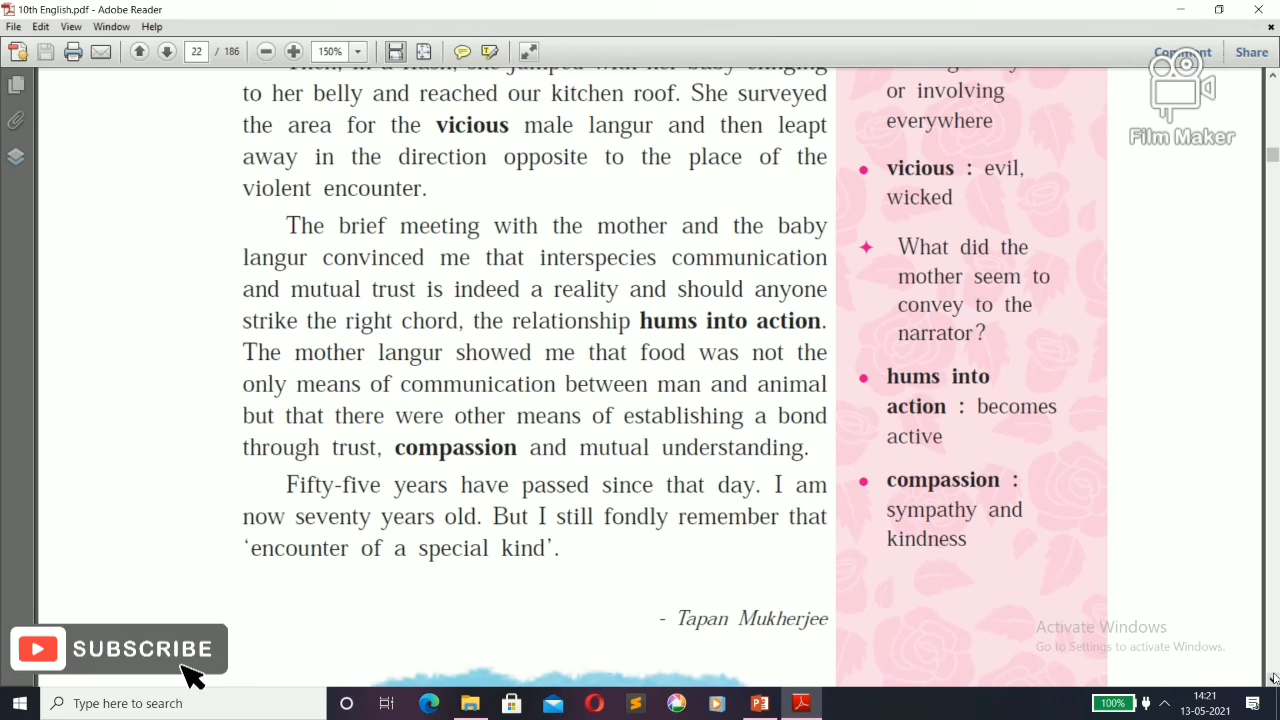 10th English.pdf - Adobe Reader
File Edit View Window Help
22 / 186 150% Comment Share
to her belly and reached our kitchen roof. She surveyed
the area for the vicious male langur and then leapt
away in the direction opposite to the place of the
violent encounter.
The brief meeting with the mother and the baby
langur convinced me that interspecies communication
and mutual trust is indeed a reality and should anyone
strike the right chord, the relationship hums into action.
The mother langur showed me that food was not the
only means of communication between man and animal
but that there were other means of establishing a bond
through trust, compassion and mutual understanding.
Fifty-five years have passed since that day. I am
now seventy years old. But I still fondly remember that
‘encounter of a special kind’.
- Tapan Mukherjee
or involving
everywhere
• vicious : evil,
wicked
What did the
mother seem to
convey to the
narrator?
• hums into
action : becomes
active
• compassion :
sympathy and
kindness
Film Maker
Activate Windows
Go to Settings to activate Windows.
SUBSCRIBE
Type here to search
100%
14:21
13-05-2021